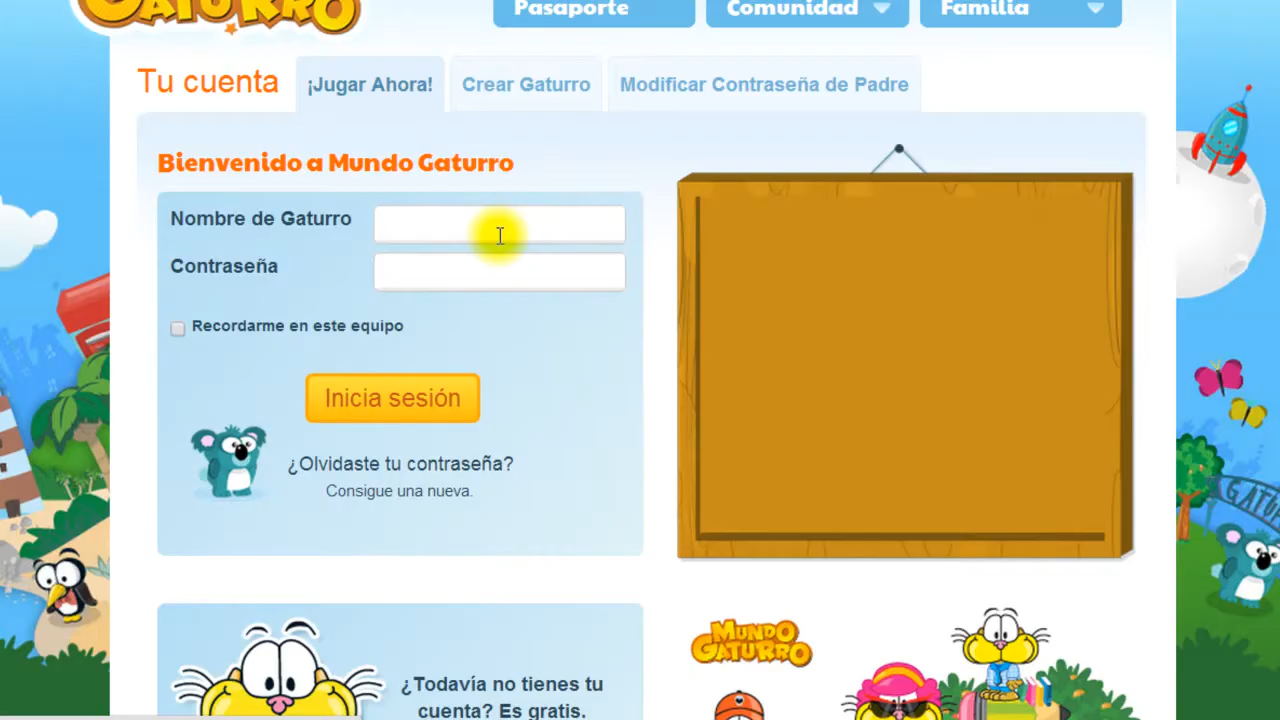 GATURRO
Pasaporte
Comunidad
Familia
Tu cuenta
¡Jugar Ahora!
Crear Gaturro
Modificar Contraseña de Padre
Bienvenido a Mundo Gaturro
Nombre de Gaturro
Contraseña
Recordarme en este equipo
Inicia sesión
¿Olvidaste tu contraseña?
Consigue una nueva.
GATU
¿Todavía no tienes tu
cuenta? Es gratis.
MUNDO
GATURRO